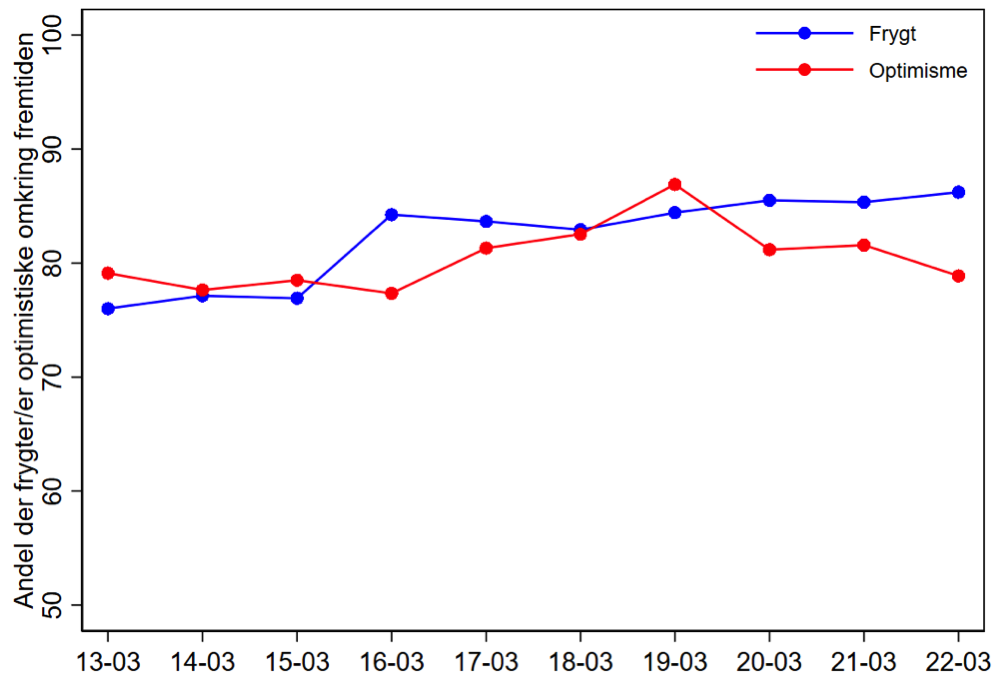 Andel der frygter/er optimistiske omkring fremtiden
100
90
80
70
60
50
Frygt
Optimisme
13-03 14-03 15-03 16-03 17-03 18-03 19-03 20-03 21-03 22-03